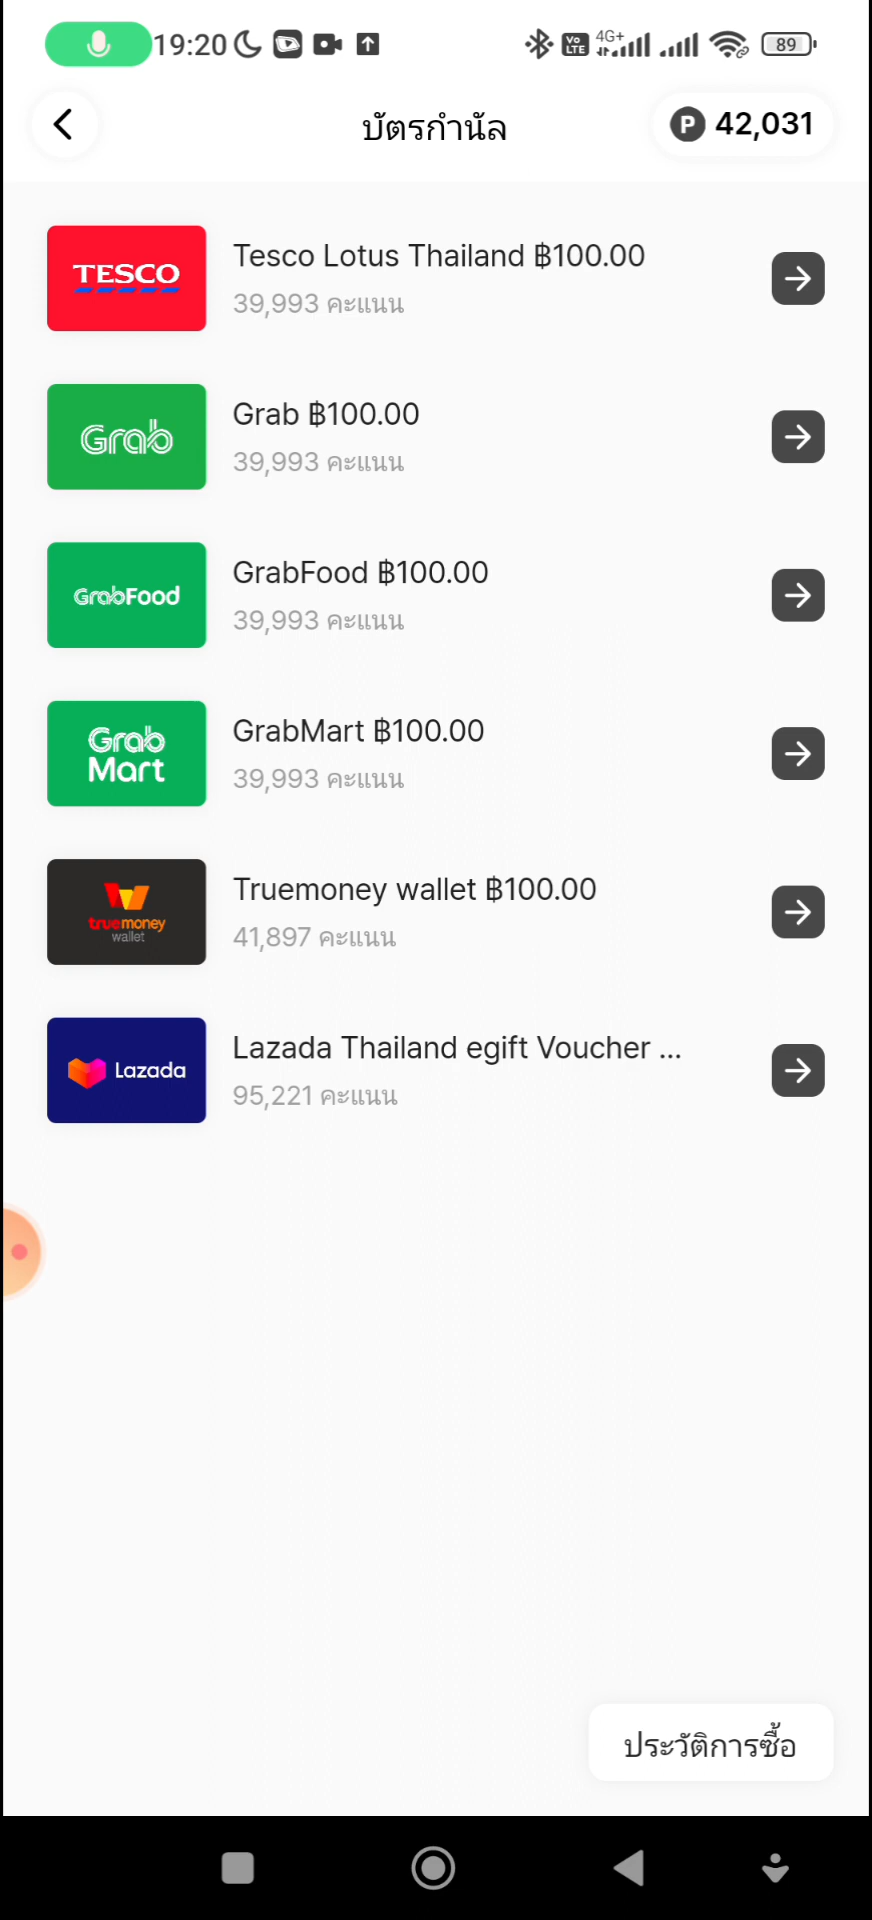 19:20 Vo LTE 4G+ 89
บัตรกำนัล
P 42,031
TESCO
Tesco Lotus Thailand ฿100.00
39,993 คะแนน
Grab
Grab ฿100.00
39,993 คะแนน
GrabFood
GrabFood ฿100.00
39,993 คะแนน
Grab
Mart
GrabMart ฿100.00
39,993 คะแนน
truemoney
wallet
Truemoney wallet ฿100.00
41,897 คะแนน
Lazada
Lazada Thailand egift Voucher ...
95,221 คะแนน
ประวัติการซื้อ